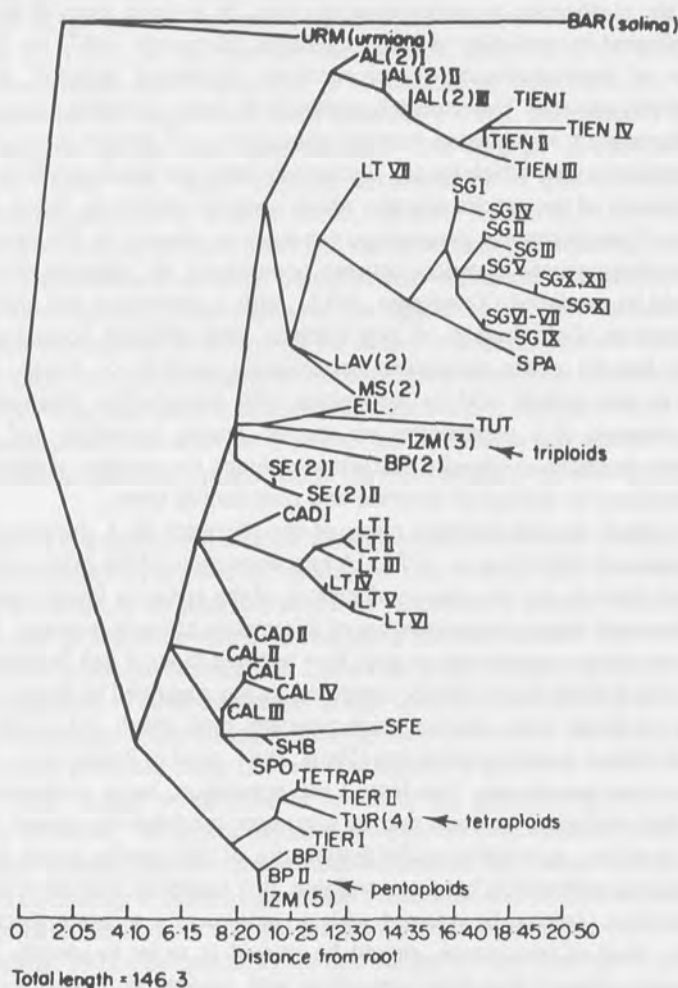 BAR (salina)
URM (urmiana)
AL (2) I
AL (2) II
AL (2) III
TIEN I
TIEN IV
TIEN II
TIEN III
LT VII
SG I
SG IV
SG II
SG III
SG V
SG X, XII
SG XI
SG VI-VII
SG IX
SPA
LAV (2)
MS (2)
EIL
TUT
IZM (3) triploids
BP (2)
SE (2) I
SE (2) II
CAD I
LT I
LT II
LT III
LT IV
LT V
LT VI
CAD II
CAL II
CAL I
CAL IV
CAL III
SFE
SHB
SPO
TETRAP
TIER II
TUR (4) tetraploids
TIER I
BP I
BP II pentaploids
IZM (5)
0 2·05 4·10 6·15 8·20 10·25 12·30 14·35 16·40 18·45 20·50
Distance from root
Total length = 146·3